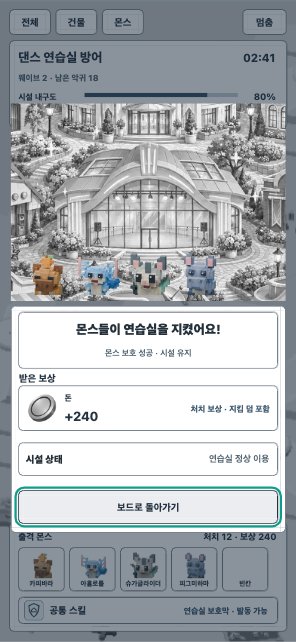 전체 건물 몬스 멈춤
댄스 연습실 방어 02:41
웨이브 2 · 남은 악귀 18
시설 내구도 80%
몬스들이 연습실을 지켰어요!
몬스 보호 성공 · 시설 유지
받은 보상
돈
+240
처치 보상 · 지킴 덤 포함
시설 상태 연습실 정상 이용
보드로 돌아가기
출격 몬스 처치 12 · 보상 240
카피바라 아홀로틀 슈가글라이더 피그미하마 빈칸
공통 스킬 연습실 보호막 · 발동 가능